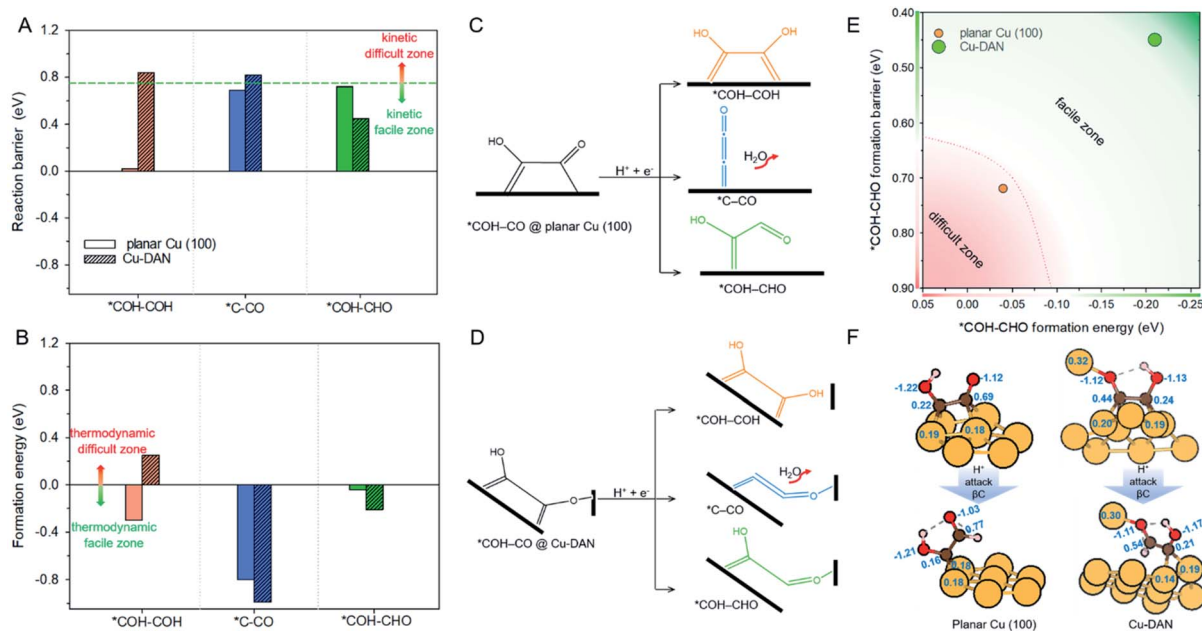 A
Reaction barrier (eV)
1.2
0.8
0.4
0.0
-0.4
-0.8
kinetic difficult zone
kinetic facile zone
planar Cu (100)
Cu-DAN
*COH-COH
*C-CO
*COH-CHO
B
Formation energy (eV)
1.2
0.8
0.4
0.0
-0.4
-0.8
thermodynamic difficult zone
thermodynamic facile zone
*COH-COH
*C-CO
*COH-CHO
C
HO
O
*COH–CO @ planar Cu (100)
H⁺ + e⁻
OH
OH
*COH–COH
O
H₂O
*C–CO
HO
O
*COH–CHO
D
HO
O
*COH–CO @ Cu-DAN
H⁺ + e⁻
HO
OH
*COH–COH
H₂O
O
*C–CO
HO
O
*COH–CHO
E
*COH-CHO formation barrier (eV)
0.40
0.50
0.60
0.70
0.80
0.90
planar Cu (100)
Cu-DAN
facile zone
difficult zone
0.05
0.00
-0.05
-0.10
-0.15
-0.20
-0.25
*COH-CHO formation energy (eV)
F
-1.22
-1.12
0.22
0.69
0.19
0.18
H⁺
attack
βC
-1.03
0.77
-1.21
0.16
0.18
0.18
Planar Cu (100)
0.32
-1.12
-1.13
0.44
0.24
0.20
0.19
H⁺
attack
βC
0.30
-1.11
-1.17
0.54
0.21
0.19
0.14
Cu-DAN